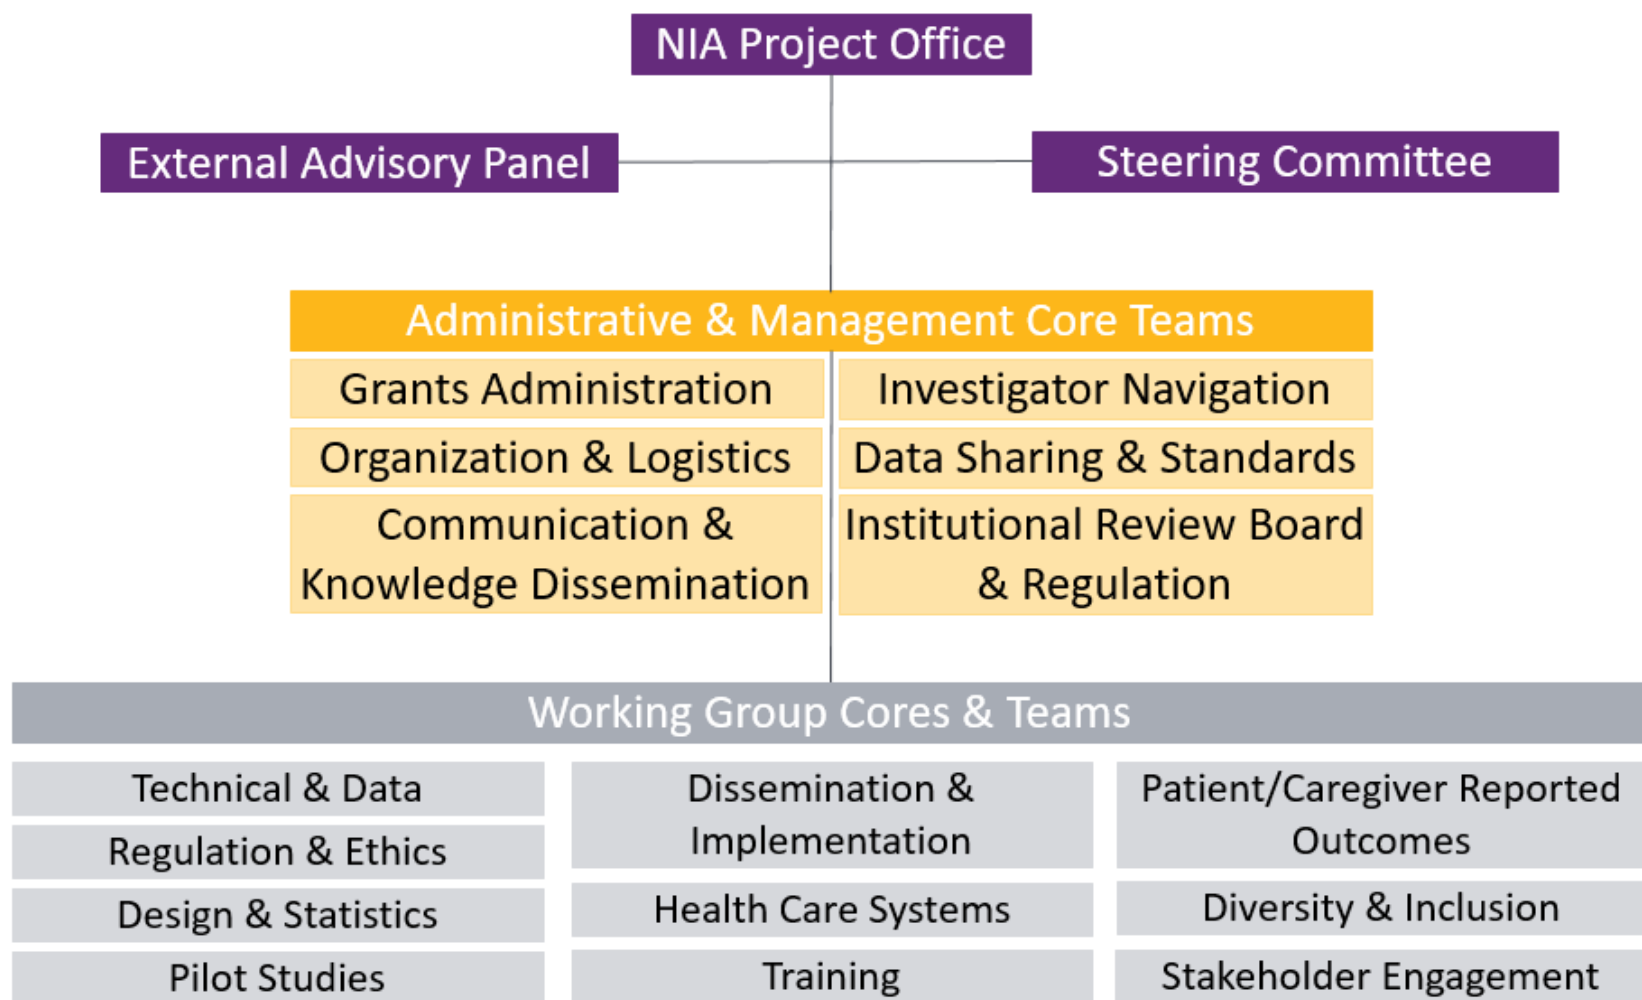 NIA Project Office
External Advisory Panel
Steering Committee
Administrative & Management Core Teams
Grants Administration
Investigator Navigation
Organization & Logistics
Data Sharing & Standards
Communication &
Knowledge Dissemination
Institutional Review Board
& Regulation
Working Group Cores & Teams
Technical & Data
Regulation & Ethics
Design & Statistics
Pilot Studies
Dissemination &
Implementation
Health Care Systems
Training
Patient/Caregiver Reported
Outcomes
Diversity & Inclusion
Stakeholder Engagement